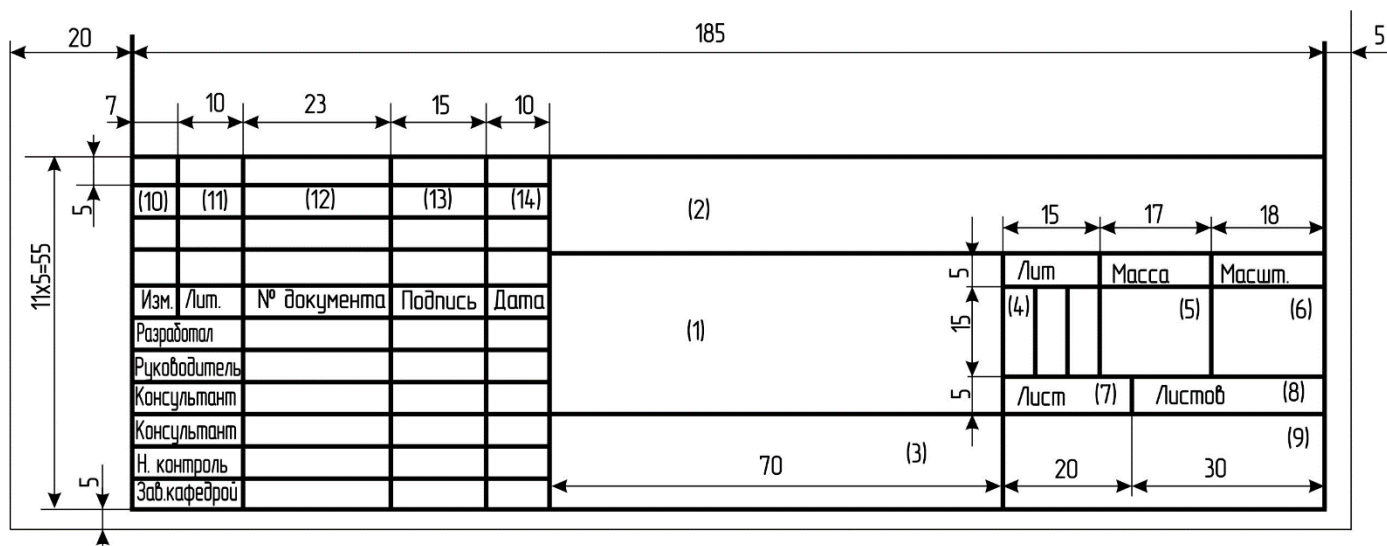 20 185 5
7 10 23 15 10
(10) (11) (12) (13) (14) (2) 15 17 18
5
11x5=55
Изм. Лит. № документа Подпись Дата (1) 5 Лит Масса Масшт.
15 (4) (5) (6)
Разработал
Руководитель
Консультант 5 Лист (7) Листов (8)
Консультант (3) (9)
Н. контроль 70 20 30
Зав.кафедрой
5